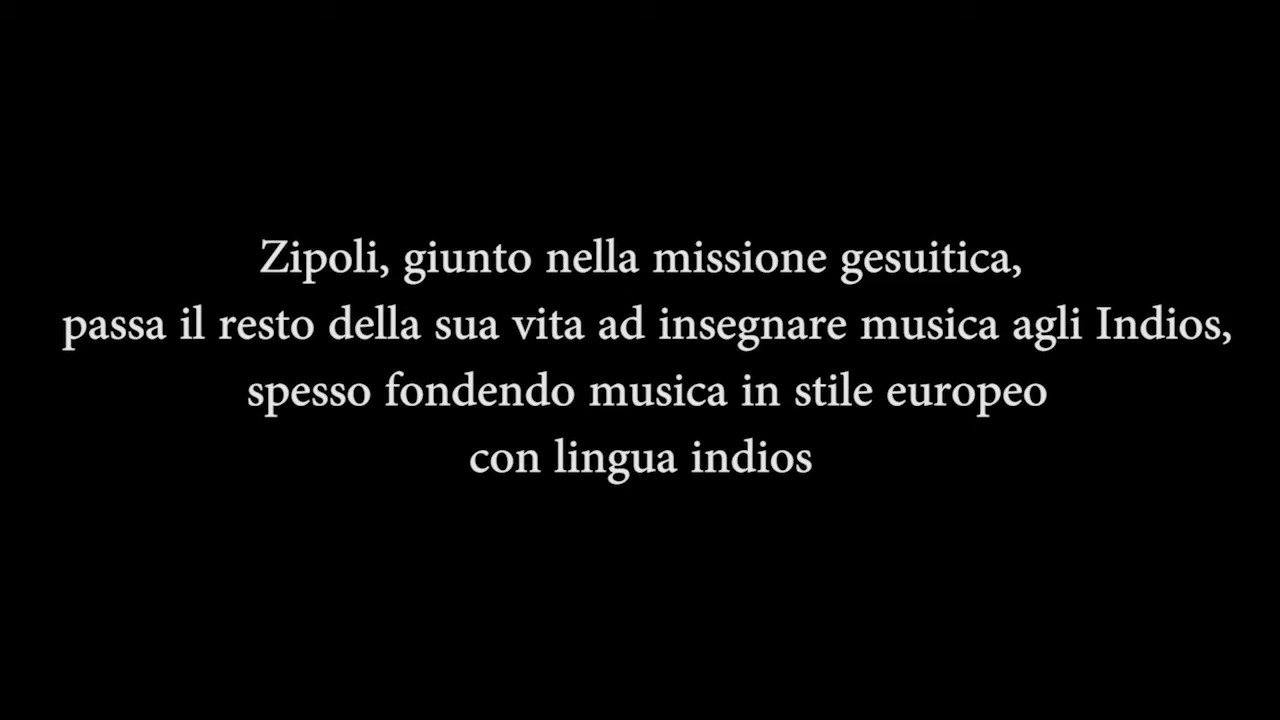 Zipoli, giunto nella missione gesuitica,
passa il resto della sua vita ad insegnare musica agli Indios,
spesso fondendo musica in stile europeo
con lingua indios